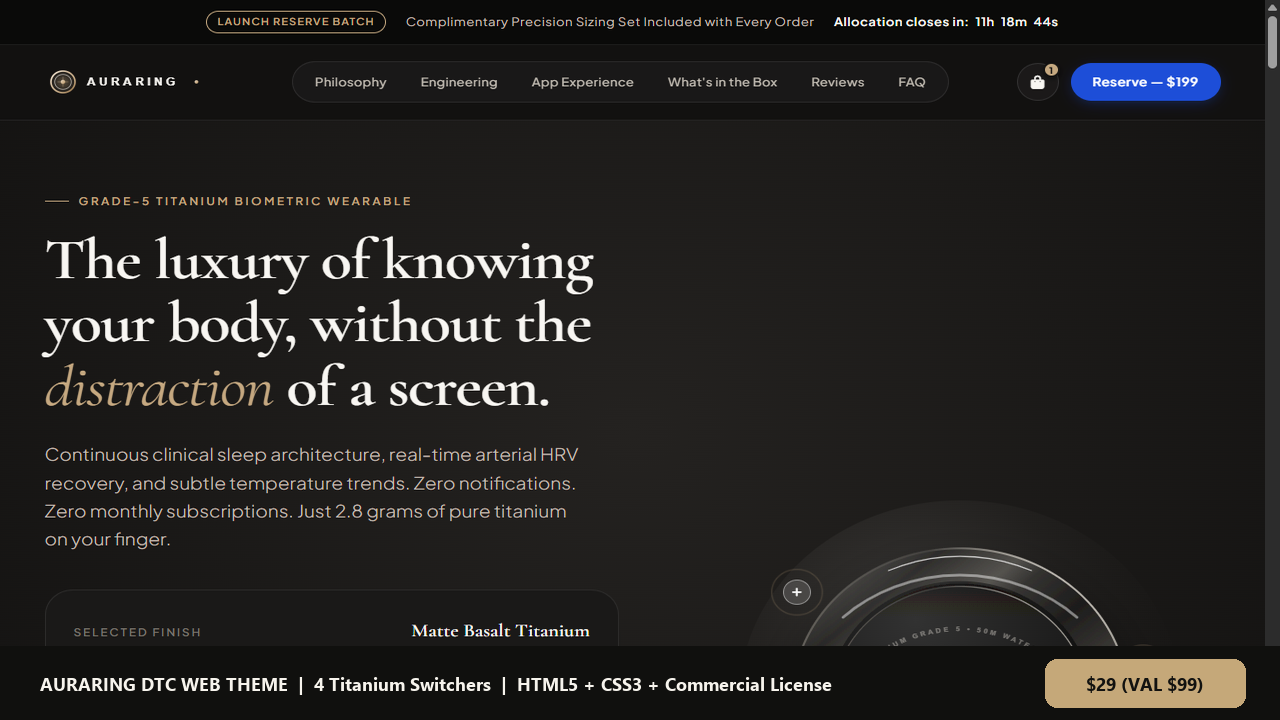 LAUNCH RESERVE BATCH Complimentary Precision Sizing Set Included with Every Order Allocation closes in: 11h 18m 44s
AURARING Philosophy Engineering App Experience What's in the Box Reviews FAQ 1 Reserve — $199
GRADE-5 TITANIUM BIOMETRIC WEARABLE
The luxury of knowing
your body, without the
distraction of a screen.
Continuous clinical sleep architecture, real-time arterial HRV
recovery, and subtle temperature trends. Zero notifications.
Zero monthly subscriptions. Just 2.8 grams of pure titanium
on your finger.
+
GRADE 5 • 50M
SELECTED FINISH Matte Basalt Titanium
AURARING DTC WEB THEME | 4 Titanium Switchers | HTML5 + CSS3 + Commercial License $29 (VAL $99)